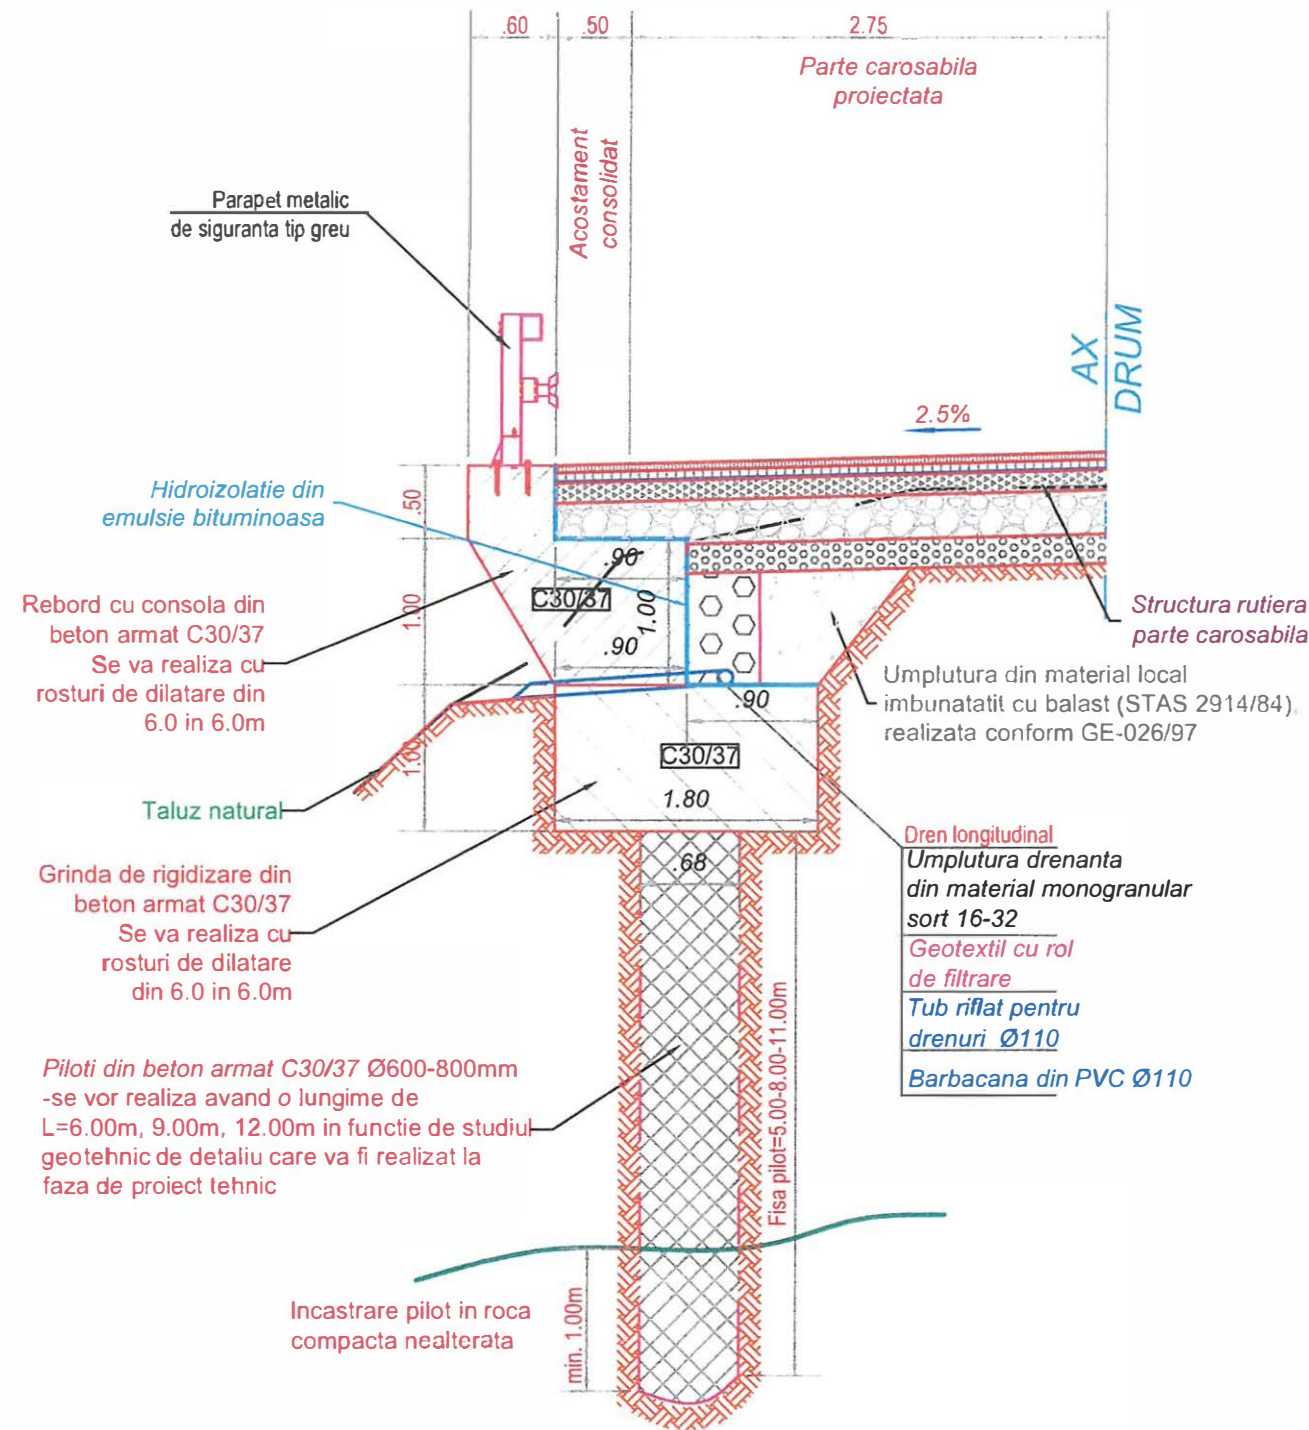 .60
.50
2.75
Parte carosabila
proiectata
Acostament
consolidat
Parapet metalic
de siguranta tip greu
AX
DRUM
2.5%
Hidroizolatie din
emulsie bituminoasa
.50
1.00
1.00
.90
C30/37
1.00
.90
Rebord cu consola din
beton armat C30/37
Se va realiza cu
rosturi de dilatare din
6.0 in 6.0m
Structura rutiera
parte carosabila
Umplutura din material local
imbunatatit cu balast (STAS 2914/84),
realizata conform GE-026/97
.90
C30/37
1.80
Taluz natural
.68
Grinda de rigidizare din
beton armat C30/37
Se va realiza cu
rosturi de dilatare
din 6.0 in 6.0m
Dren longitudinal
Umplutura drenanta
din material monogranular
sort 16-32
Geotextil cu rol
de filtrare
Tub riflat pentru
drenuri Ø110
Barbacana din PVC Ø110
Piloti din beton armat C30/37 Ø600-800mm
-se vor realiza avand o lungime de
L=6.00m, 9.00m, 12.00m in functie de studiul
geotehnic de detaliu care va fi realizat la
faza de proiect tehnic
Fisa pilot=5.00-8.00-11.00m
Incastrare pilot in roca
compacta nealterata
min. 1.00m